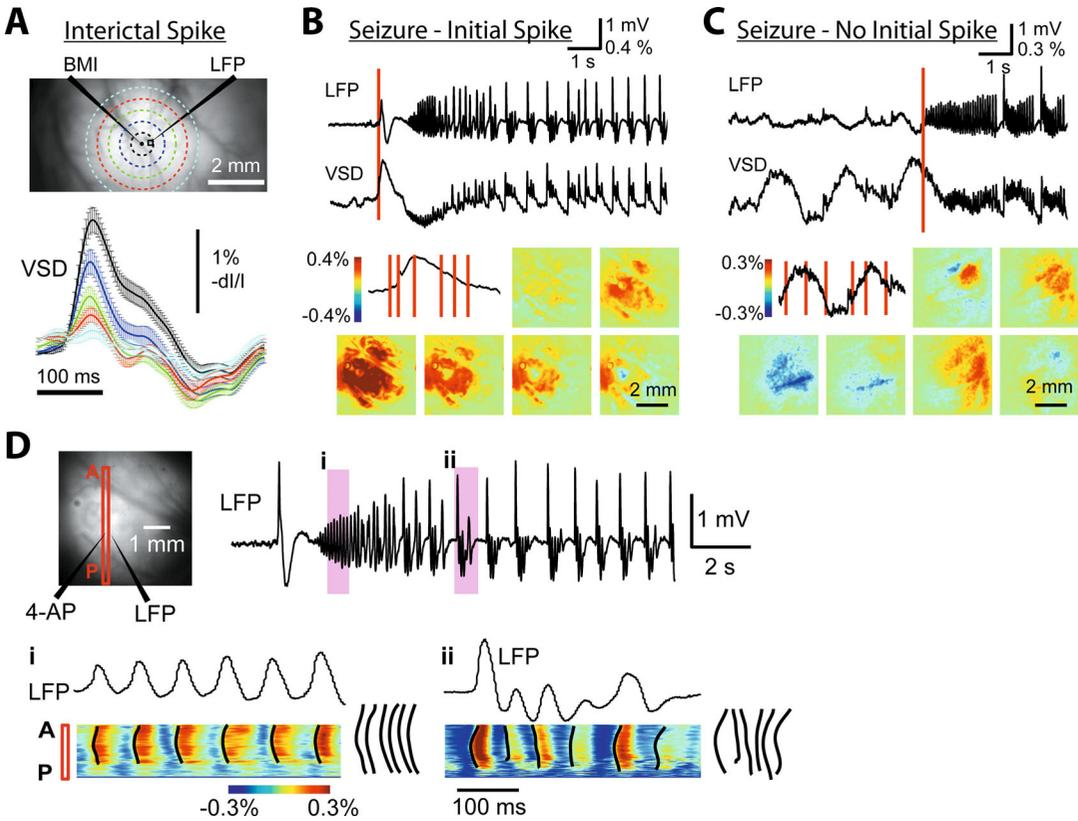 A
Interictal Spike
BMI
LFP
2 mm
VSD
1%
-dI/I
100 ms
B
Seizure - Initial Spike
1 mV
0.4 %
1 s
LFP
VSD
0.4%
-0.4%
2 mm
C
Seizure - No Initial Spike
1 mV
0.3 %
1 s
LFP
VSD
0.3%
-0.3%
2 mm
D
A
1 mm
P
4-AP
LFP
LFP
i
ii
1 mV
2 s
i
LFP
A
P
-0.3%
0.3%
ii
LFP
100 ms